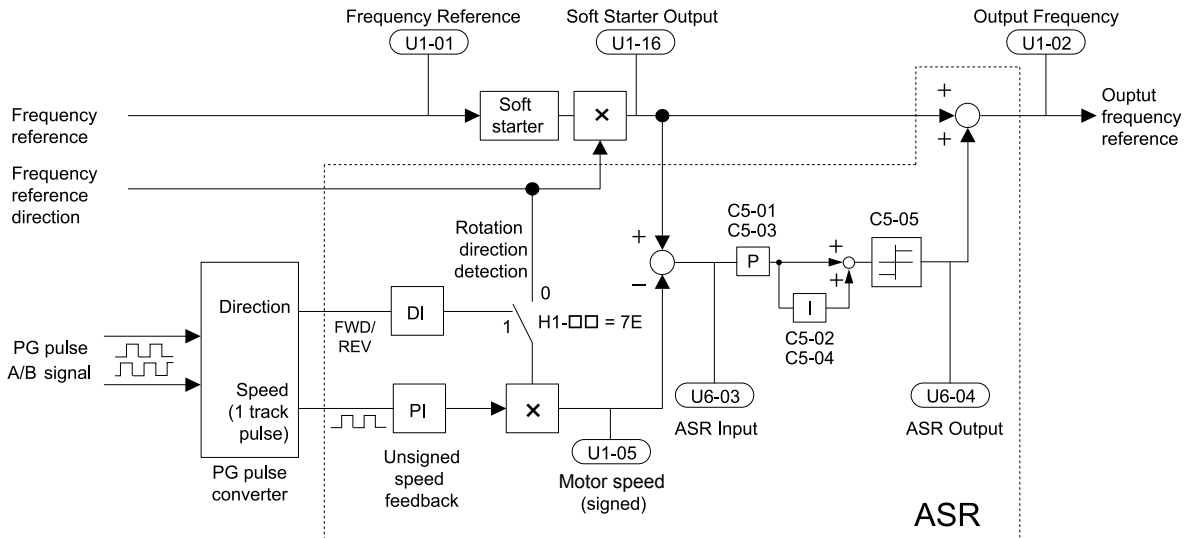 Frequency Reference
U1-01
Soft Starter Output
U1-16
Output Frequency
U1-02
Frequency
reference
Soft
starter
×
+
+
Ouptut
frequency
reference
Frequency
reference
direction
Rotation
direction
detection
C5-01
C5-03
C5-05
+
−
P
+
+
I
C5-02
C5-04
0
1
H1-□□ = 7E
Direction
FWD/
REV
DI
PG pulse
A/B signal
Speed
(1 track
pulse)
PI
×
U6-03
ASR Input
U6-04
ASR Output
U1-05
PG pulse
converter
Unsigned
speed
feedback
Motor speed
(signed)
ASR